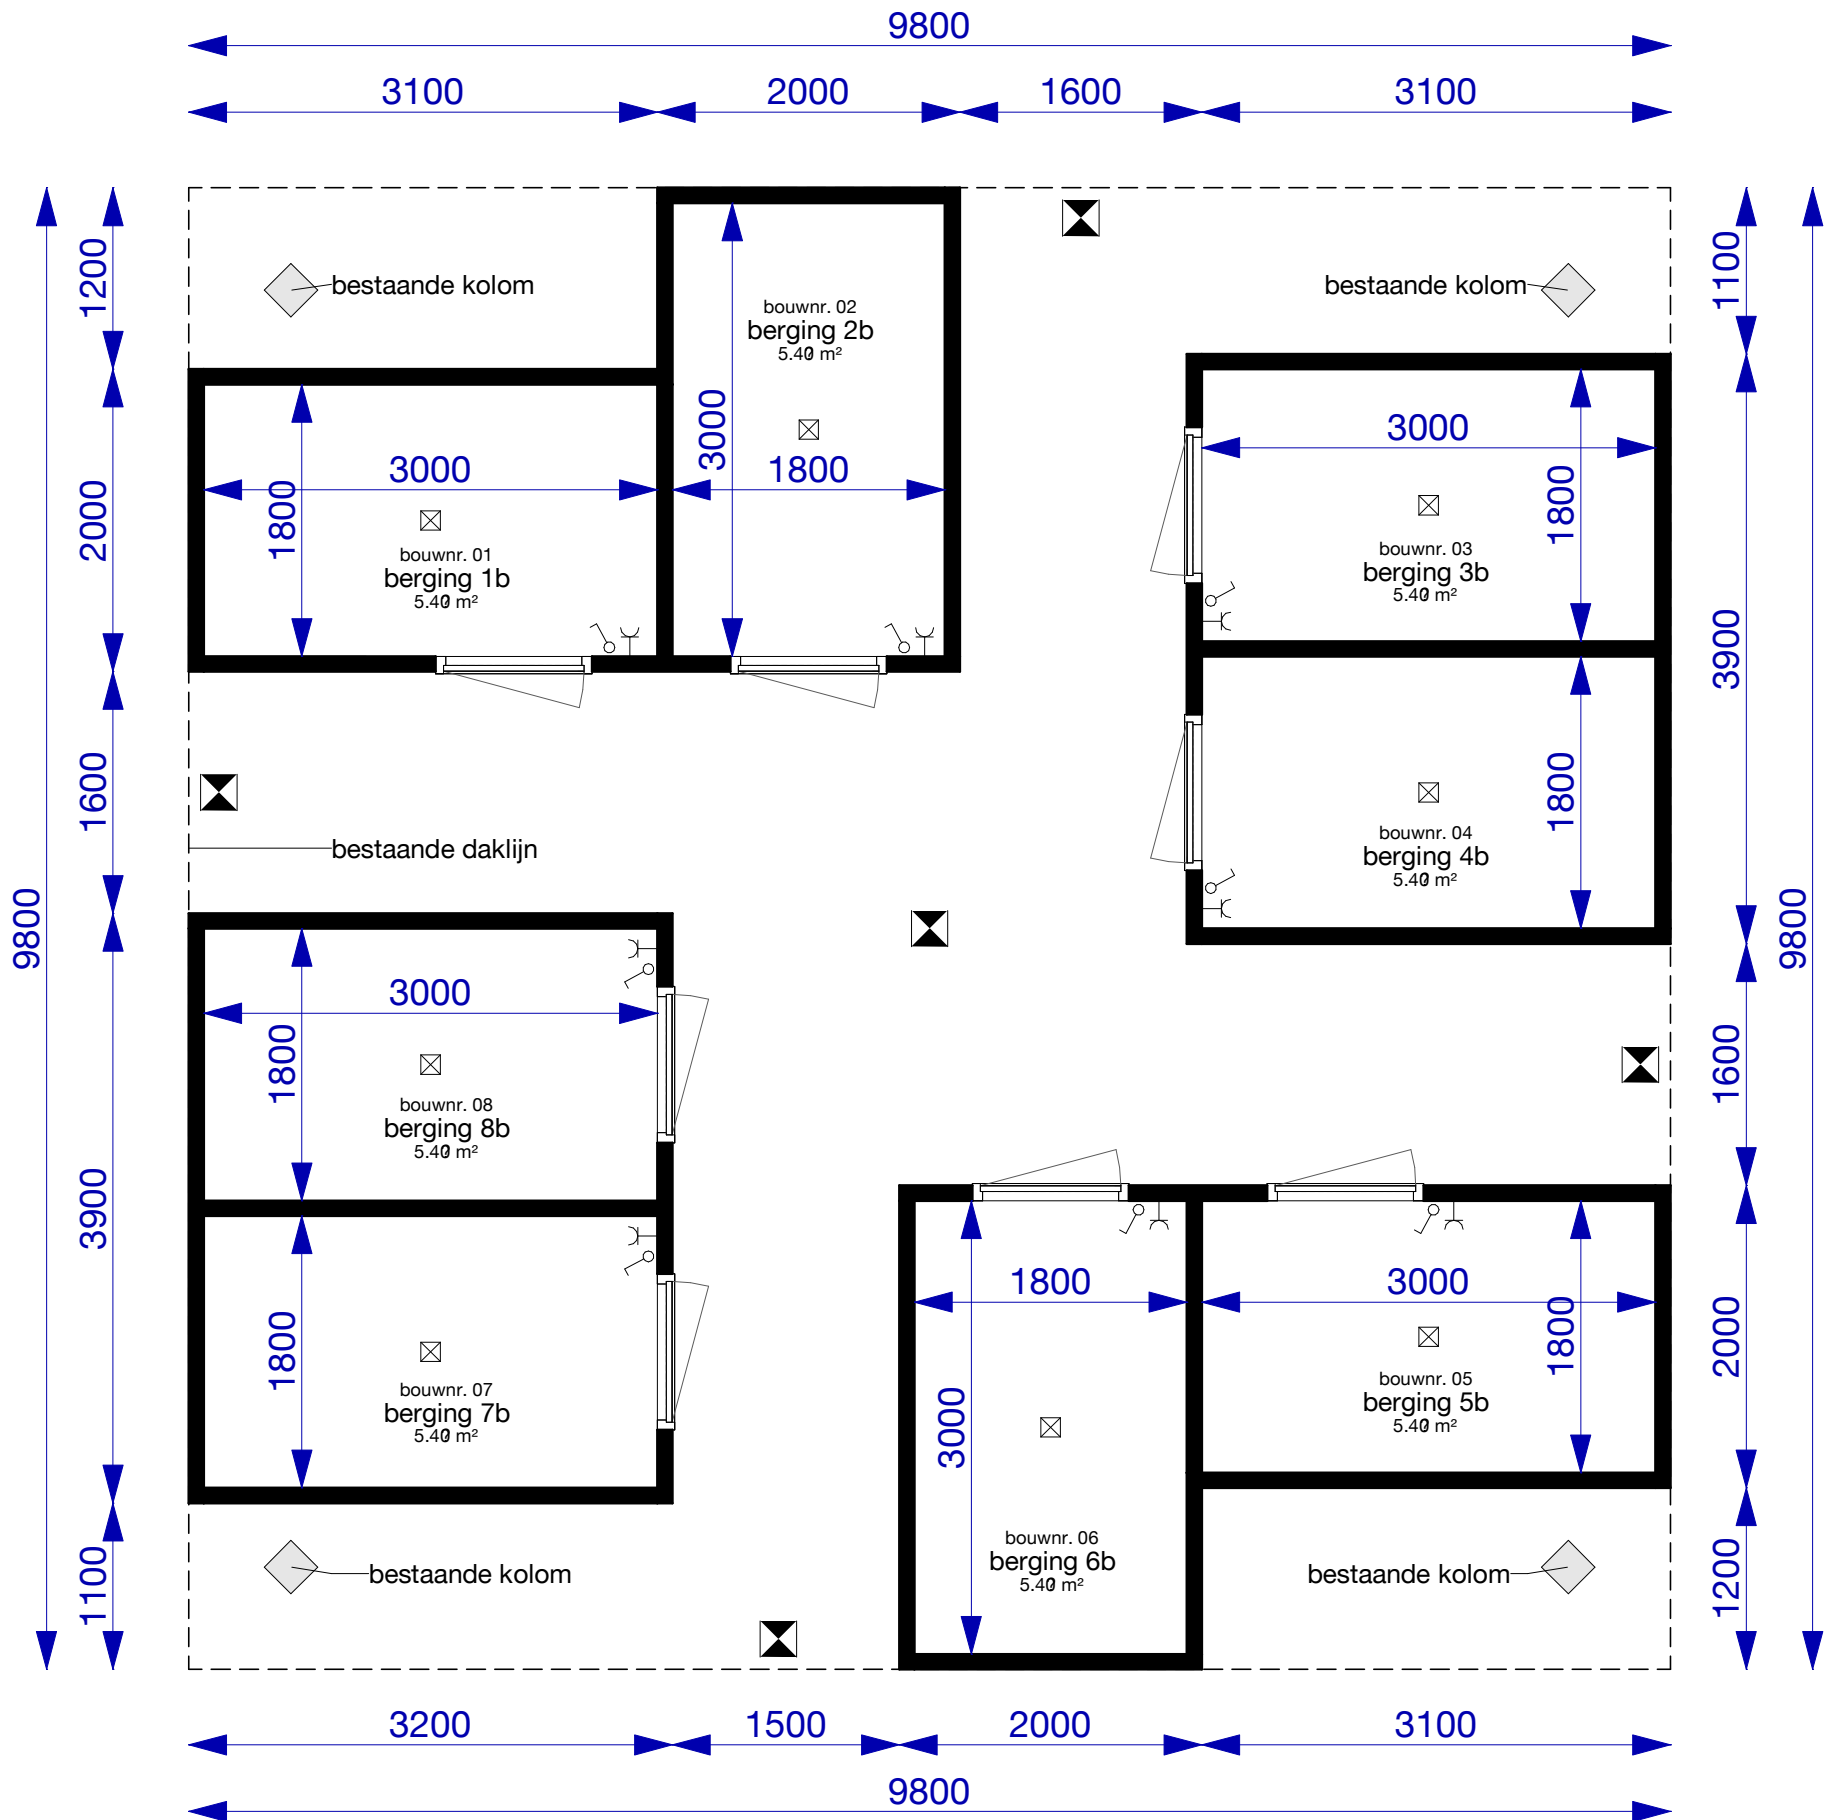 9800
3100 2000 1600 3100
1200
2000
1600
3900
1100
9800
1100
3900
1600
2000
1200
9800
bestaande kolom
bestaande kolom
bouwnr. 02
berging 2b
5.40 m²
3000
1800
3000
1800
bouwnr. 01
berging 1b
5.40 m²
3000
1800
bouwnr. 03
berging 3b
5.40 m²
1800
bouwnr. 04
berging 4b
5.40 m²
bestaande daklijn
3000
1800
bouwnr. 08
berging 8b
5.40 m²
1800
bouwnr. 07
berging 7b
5.40 m²
1800
3000
bouwnr. 06
berging 6b
5.40 m²
3000
1800
bouwnr. 05
berging 5b
5.40 m²
bestaande kolom
bestaande kolom
3200 1500 2000 3100
9800